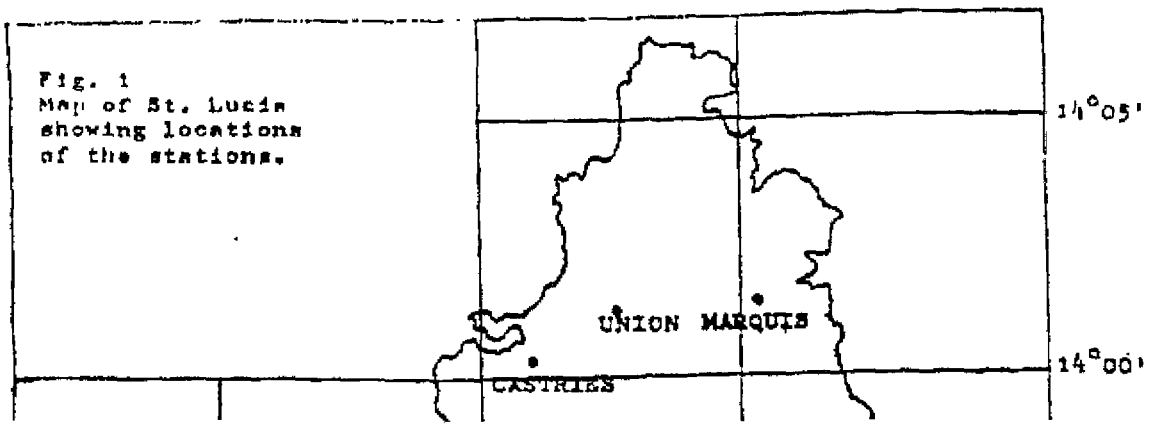 Fig. 1
Map of St. Lucia
showing locations
of the stations.
14°05'
UNION MARQUIS
14°00'
CASTRIES